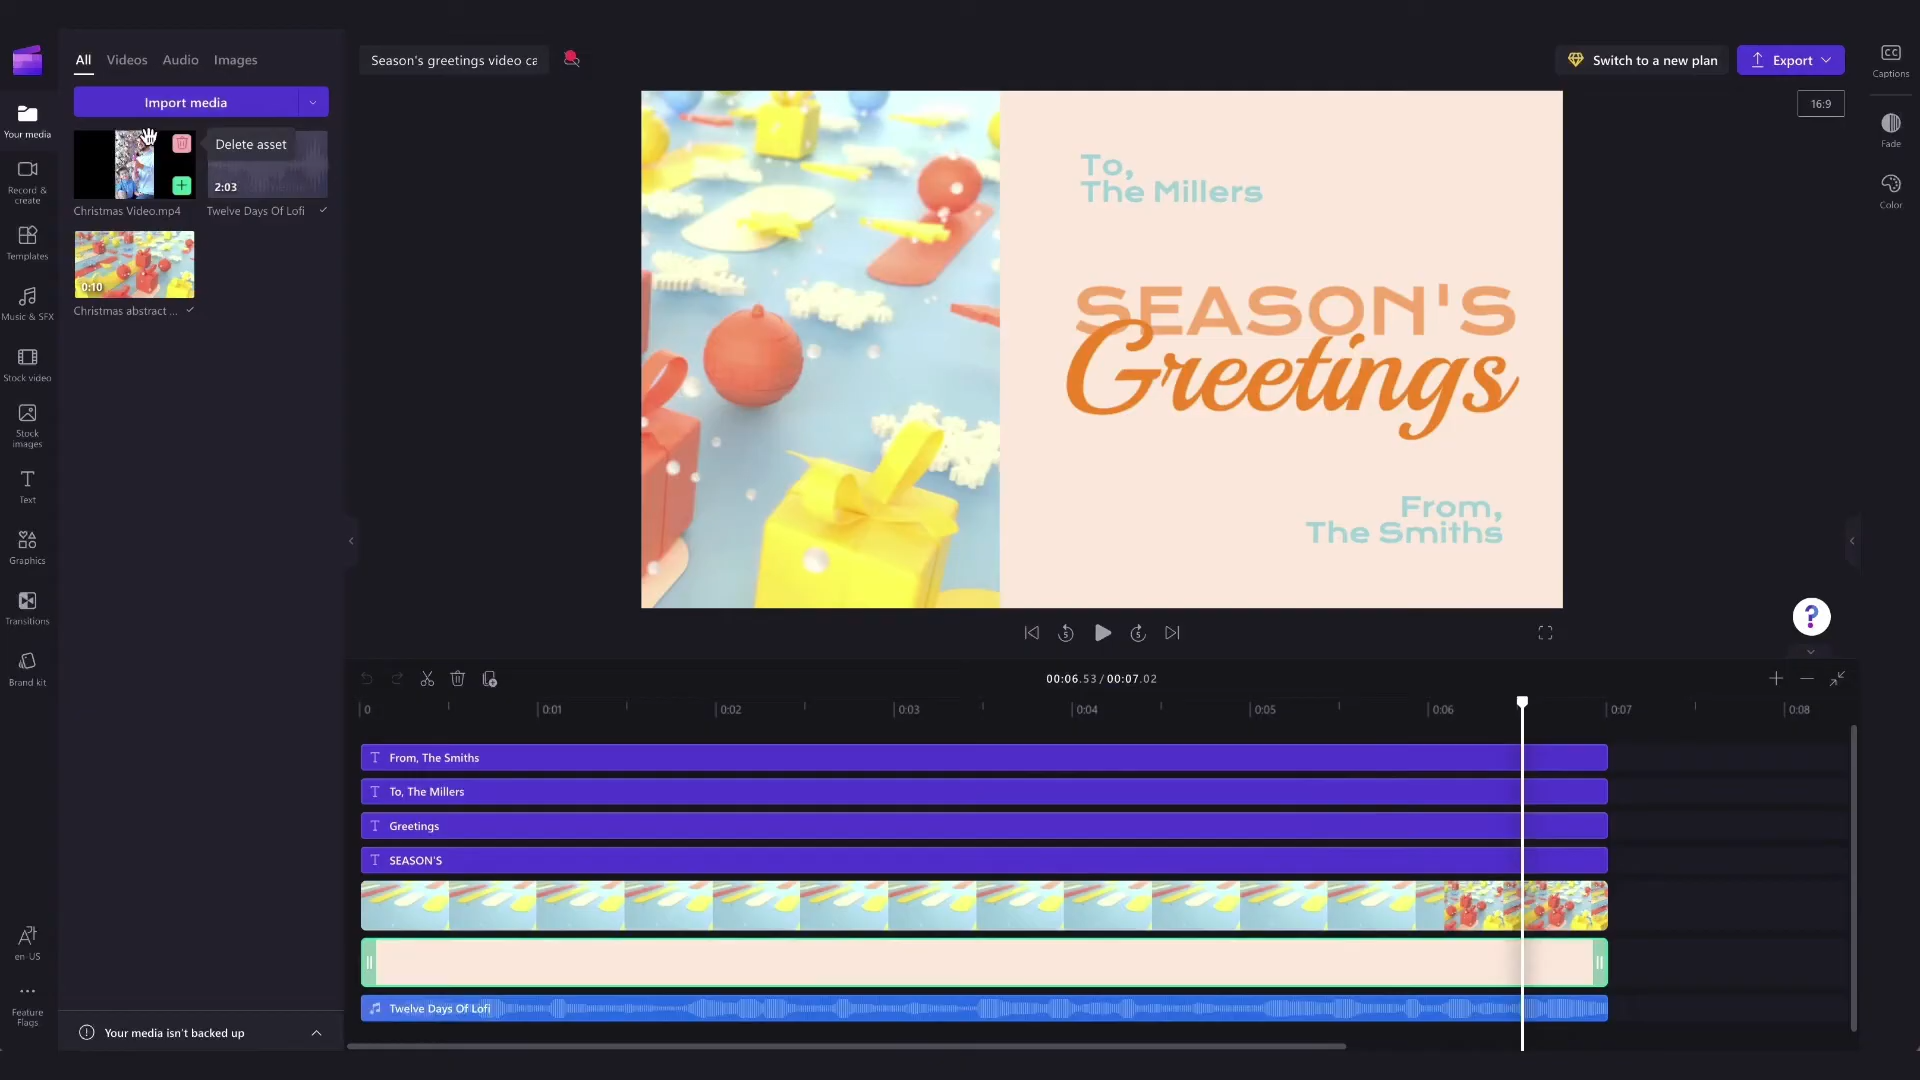 All Videos Audio Images
Import media
Your media
Delete asset
2:03
Christmas Video.mp4
Twelve Days Of Lofi
0:10
Christmas abstract ...
Record &
create
Templates
Music & SFX
Stock video
Stock
images
Text
Graphics
Transitions
Brand kit
en-US
Feature
Flags
Your media isn't backed up
Season's greetings video ca
Switch to a new plan
Export
16:9
CC
Captions
Fade
Color
To,
The Millers
SEASON'S
Greetings
From,
The Smiths
5
5
?
00:06.53 / 00:07.02
0 0:01 0:02 0:03 0:04 0:05 0:06 0:07 0:08
T From, The Smiths
T To, The Millers
T Greetings
T SEASON'S
Twelve Days Of Lofi